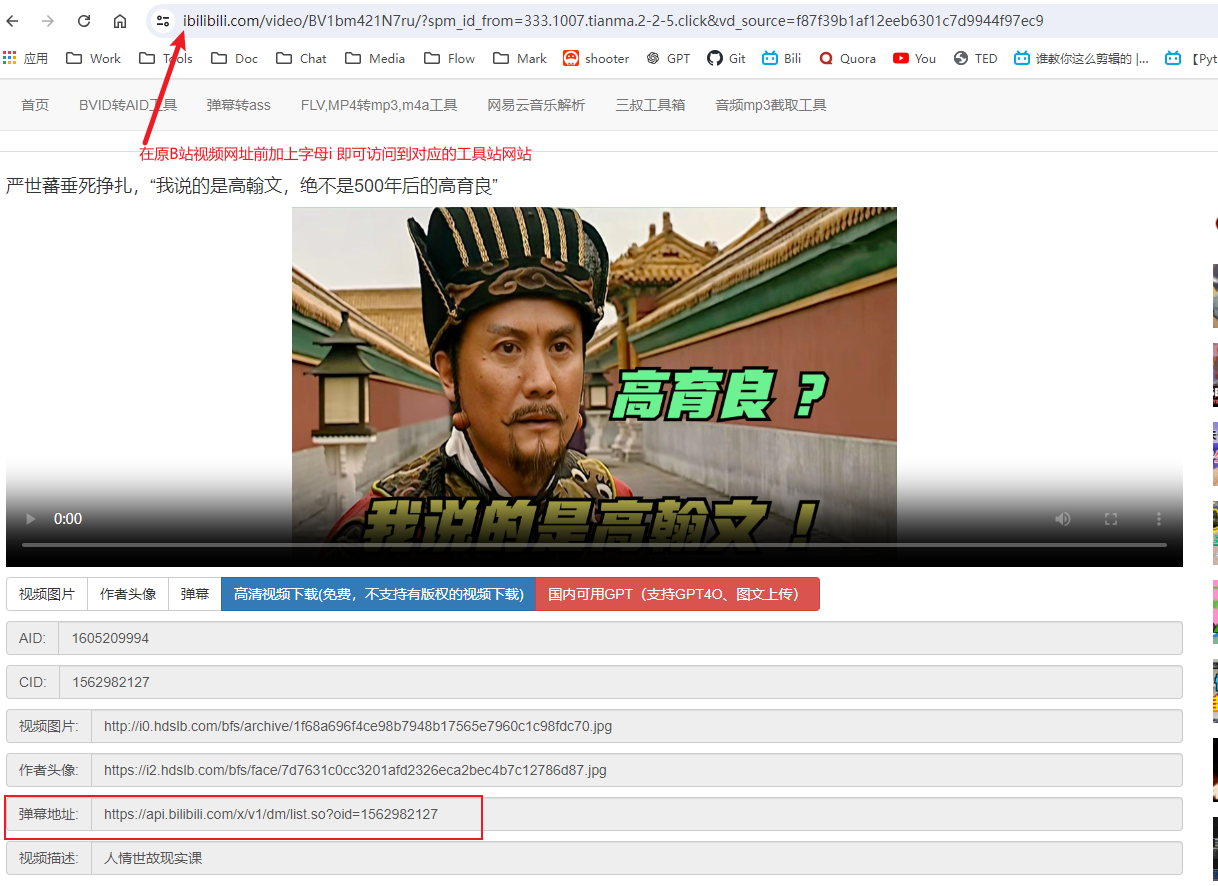 ibilibili.com/video/BV1bm421N7ru/?spm_id_from=333.1007.tianma.2-2-5.click&vd_source=f87f39b1af12eeb6301c7d9944f97ec9
应用 Work Tools Doc Chat Media Flow Mark shooter GPT Git Bili Quora You TED 谁教你这么剪辑的 |... 【Pyt
首页 BVID转AID工具 弹幕转ass FLV,MP4转mp3,m4a工具 网易云音乐解析 三叔工具箱 音频mp3截取工具
在原B站视频网址前加上字母i 即可访问到对应的工具站网站
严世蕃垂死挣扎，“我说的是高翰文，绝不是500年后的高育良”
高育良 ?
我说的是高翰文 !
0:00
视频图片 作者头像 弹幕 高清视频下载(免费，不支持有版权的视频下载) 国内可用GPT（支持GPT4O、图文上传）
AID: 1605209994
CID: 1562982127
视频图片: http://i0.hdslb.com/bfs/archive/1f68a696f4ce98b7948b17565e7960c1c98fdc70.jpg
作者头像: https://i2.hdslb.com/bfs/face/7d7631c0cc3201afd2326eca2bec4b7c12786d87.jpg
弹幕地址: https://api.bilibili.com/x/v1/dm/list.so?oid=1562982127
视频描述: 人情世故现实课